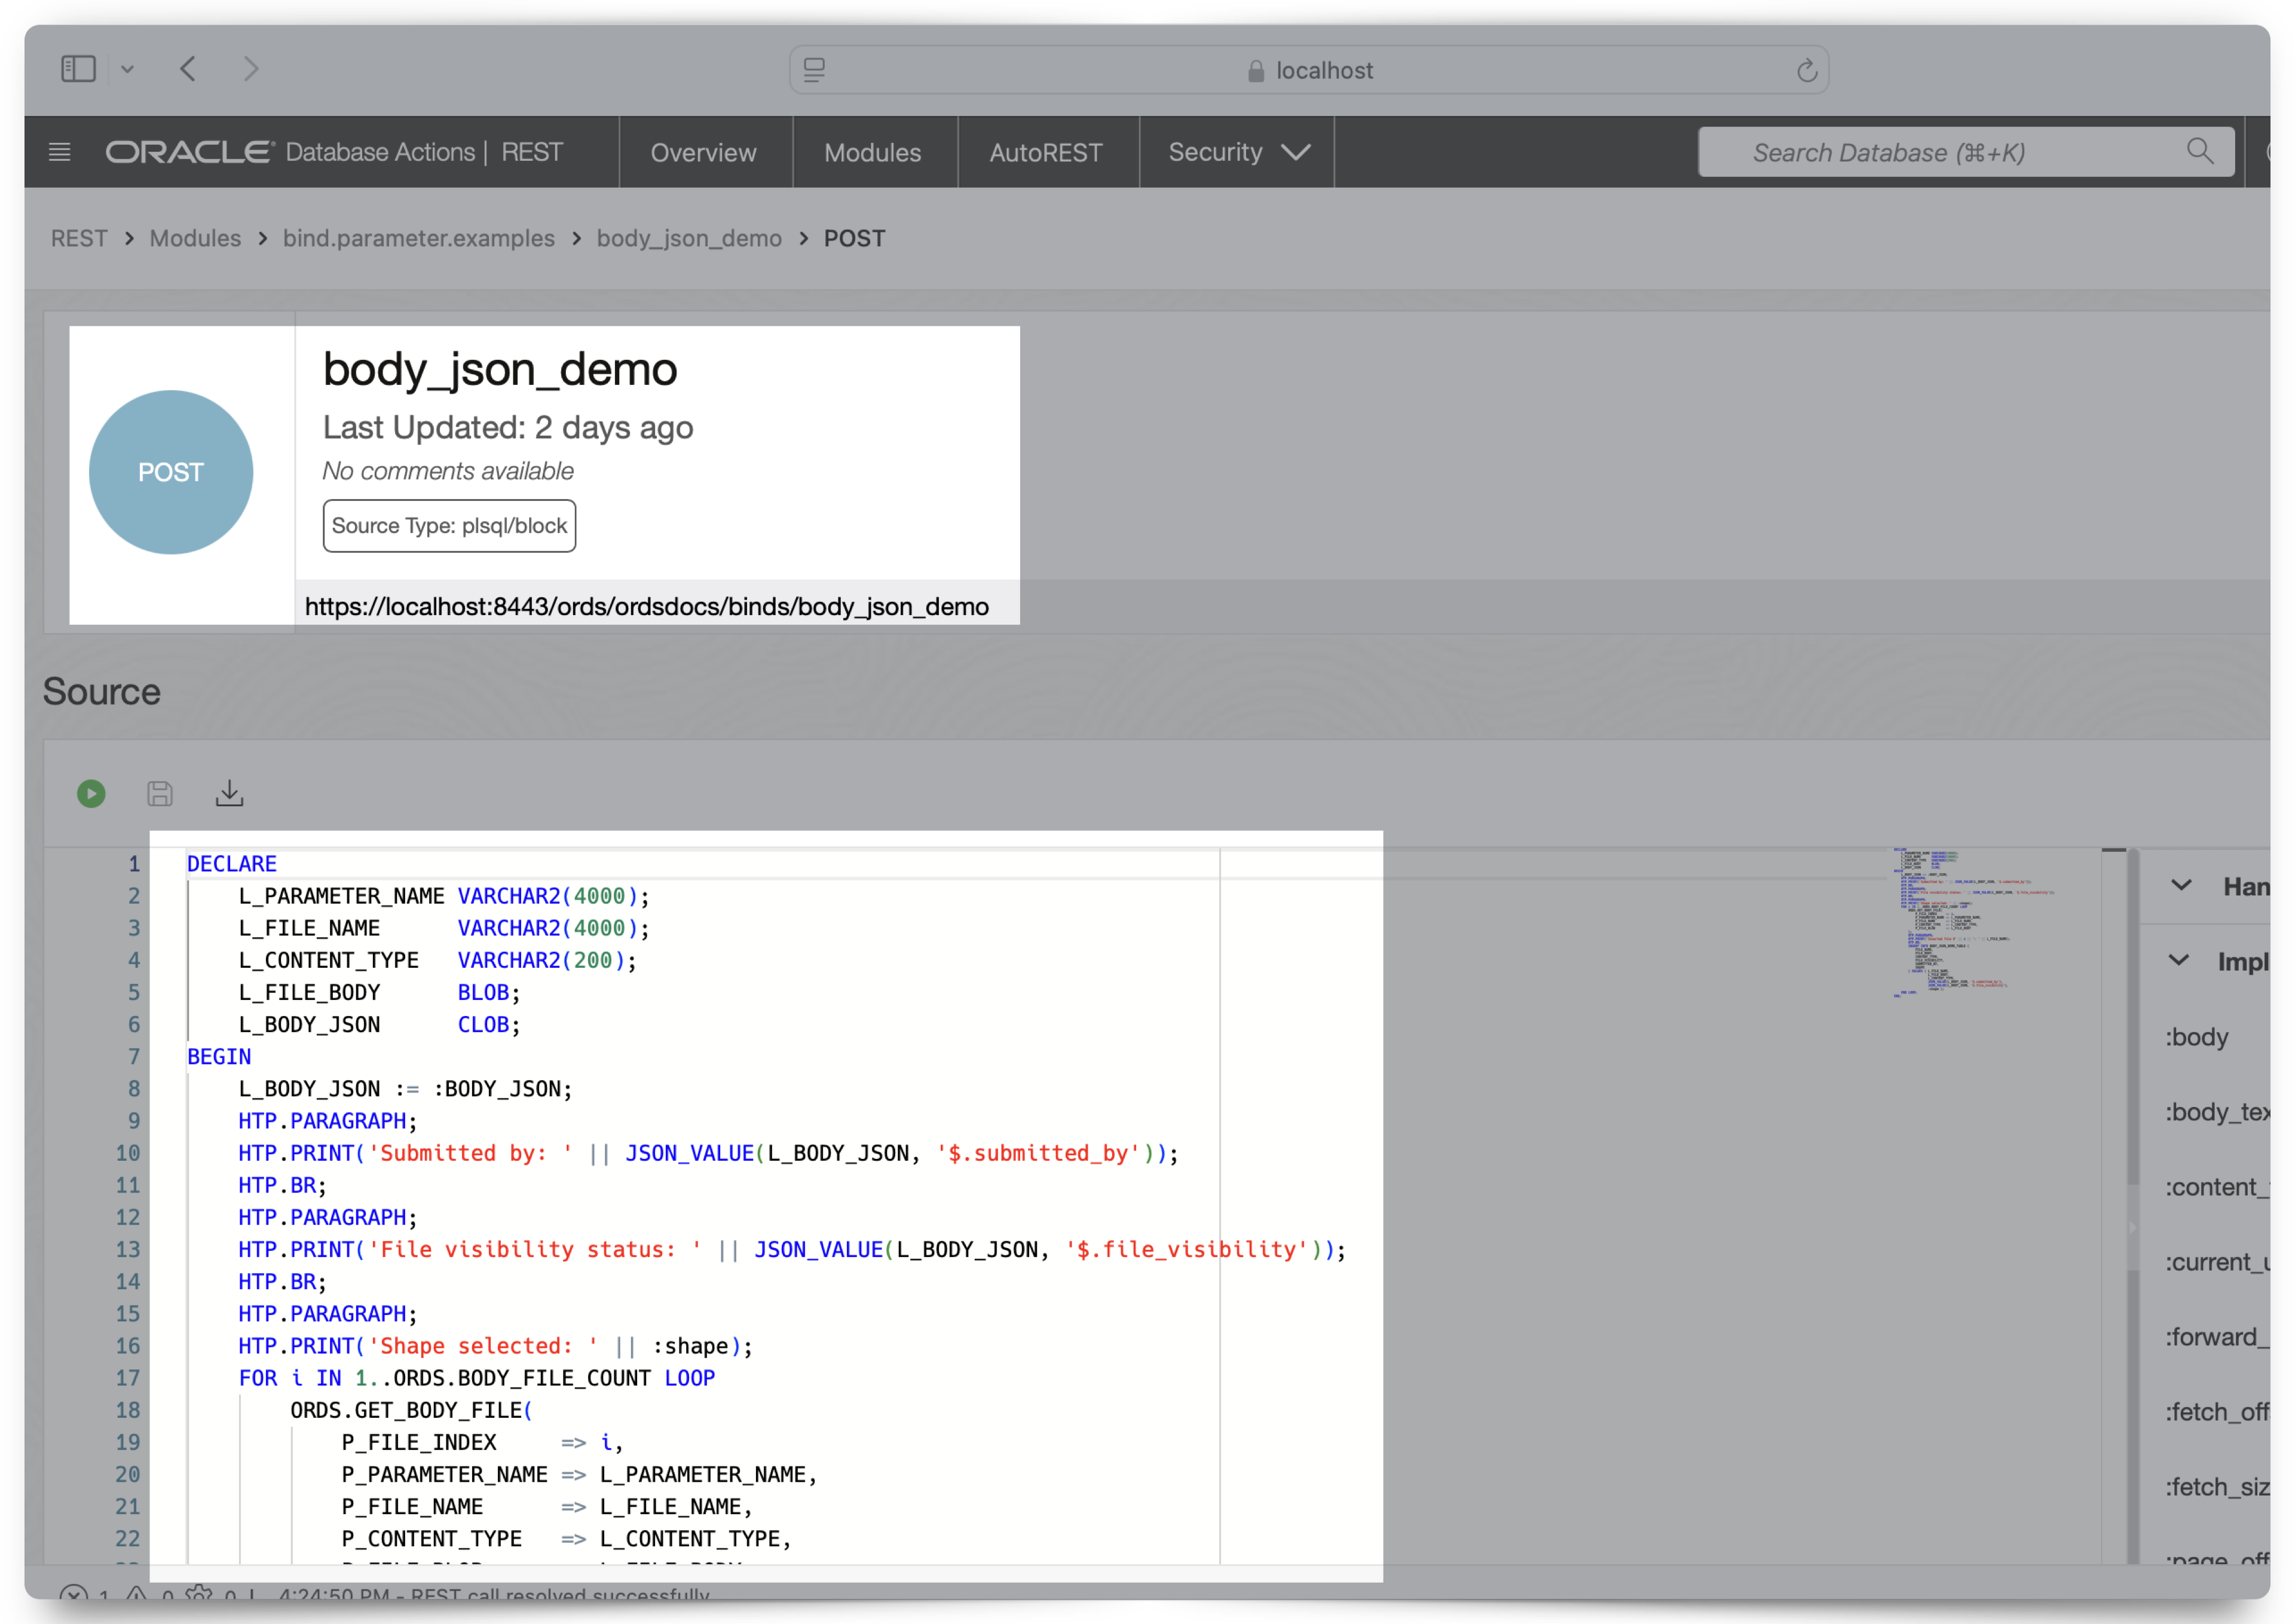 localhost
ORACLE Database Actions | REST
Overview
Modules
AutoREST
Security
Search Database (⌘+K)
REST > Modules > bind.parameter.examples > body_json_demo > POST
POST
body_json_demo
Last Updated: 2 days ago
No comments available
Source Type: plsql/block
https://localhost:8443/ords/ordsdocs/binds/body_json_demo
Source
1 DECLARE
2 L_PARAMETER_NAME VARCHAR2(4000);
3 L_FILE_NAME VARCHAR2(4000);
4 L_CONTENT_TYPE VARCHAR2(200);
5 L_FILE_BODY BLOB;
6 L_BODY_JSON CLOB;
7 BEGIN
8 L_BODY_JSON := :BODY_JSON;
9 HTP.PARAGRAPH;
10 HTP.PRINT('Submitted by: ' || JSON_VALUE(L_BODY_JSON, '$.submitted_by'));
11 HTP.BR;
12 HTP.PARAGRAPH;
13 HTP.PRINT('File visibility status: ' || JSON_VALUE(L_BODY_JSON, '$.file_visibility'));
14 HTP.BR;
15 HTP.PARAGRAPH;
16 HTP.PRINT('Shape selected: ' || :shape);
17 FOR i IN 1..ORDS.BODY_FILE_COUNT LOOP
18 ORDS.GET_BODY_FILE(
19 P_FILE_INDEX => i,
20 P_PARAMETER_NAME => L_PARAMETER_NAME,
21 P_FILE_NAME => L_FILE_NAME,
22 P_CONTENT_TYPE => L_CONTENT_TYPE,
Han
Impl
:body
:body_tex
:content_
:current_u
:forward_
:fetch_off
:fetch_siz
:page_off
1 0 0 | 4:24:50 PM - REST call resolved successfully